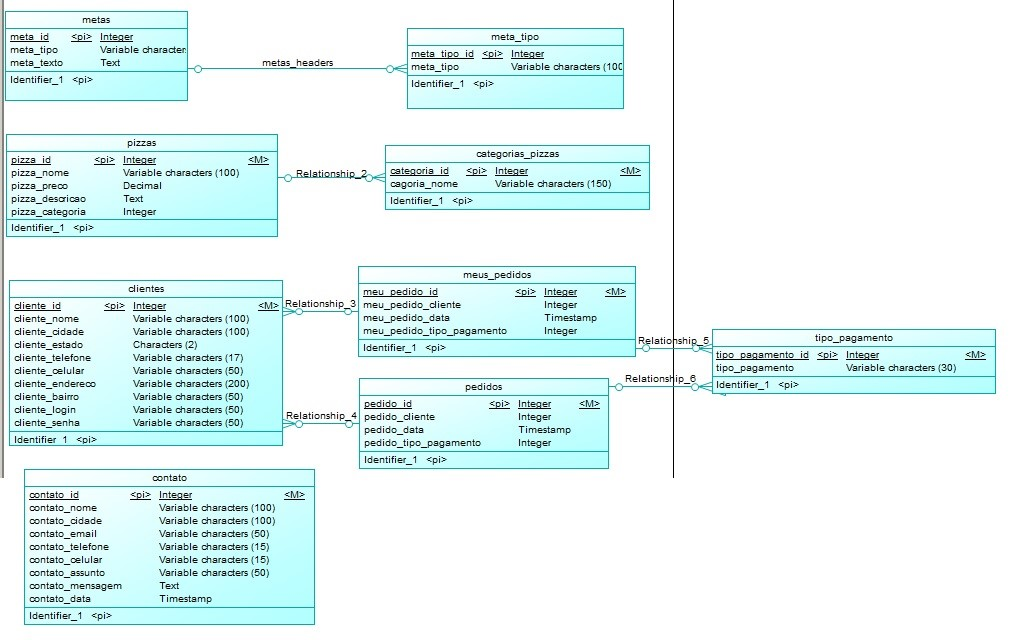 metas
meta_id <pi> Integer
meta_tipo Variable character
meta_texto Text
Identifier_1 <pi>
metas_headers
meta_tipo
meta_tipo_id <pi> Integer
meta_tipo Variable characters (100
Identifier_1 <pi>
pizzas
pizza_id <pi> Integer <M>
pizza_nome Variable characters (100)
pizza_preco Decimal
pizza_descricao Text
pizza_categoria Integer
Identifier_1 <pi>
Relationship_2
categorias_pizzas
categoria_id <pi> Integer <M>
cagoria_nome Variable characters (150)
Identifier_1 <pi>
clientes
cliente_id <pi> Integer <M>
cliente_nome Variable characters (100)
cliente_cidade Variable characters (100)
cliente_estado Characters (2)
cliente_telefone Variable characters (17)
cliente_celular Variable characters (50)
cliente_endereco Variable characters (200)
cliente_bairro Variable characters (50)
cliente_login Variable characters (50)
cliente_senha Variable characters (50)
Identifier_1 <pi>
Relationship_3
meus_pedidos
meu_pedido_id <pi> Integer <M>
meu_pedido_cliente Integer
meu_pedido_data Timestamp
meu_pedido_tipo_pagamento Integer
Identifier_1 <pi>
Relationship_5
tipo_pagamento
tipo_pagamento_id <pi> Integer <M>
tipo_pagamento Variable characters (30)
Identifier_1 <pi>
Relationship_6
Relationship_4
pedidos
pedido_id <pi> Integer <M>
pedido_cliente Integer
pedido_data Timestamp
pedido_tipo_pagamento Integer
Identifier_1 <pi>
contato
contato_id <pi> Integer <M>
contato_nome Variable characters (100)
contato_cidade Variable characters (100)
contato_email Variable characters (50)
contato_telefone Variable characters (15)
contato_celular Variable characters (15)
contato_assunto Variable characters (50)
contato_mensagem Text
contato_data Timestamp
Identifier_1 <pi>